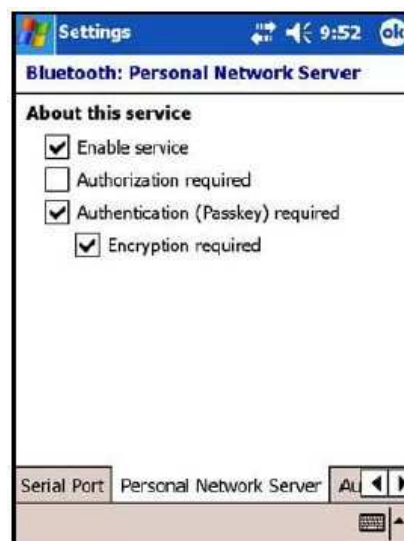 Settings 9:52 ok
Bluetooth: Personal Network Server
About this service
Enable service
Authorization required
Authentication (Passkey) required
Encryption required
Serial Port Personal Network Server Au